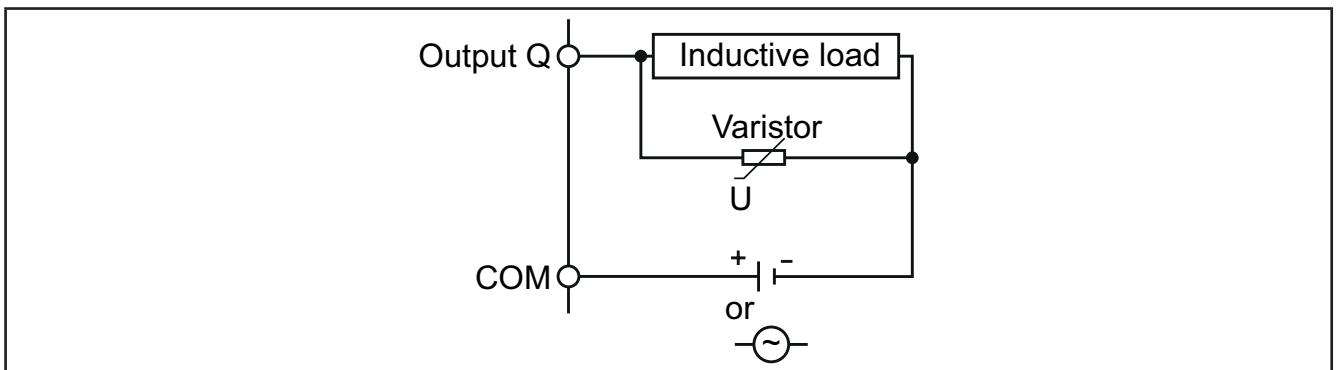 Output Q
Inductive load
Varistor
U
COM
+ -
or
~